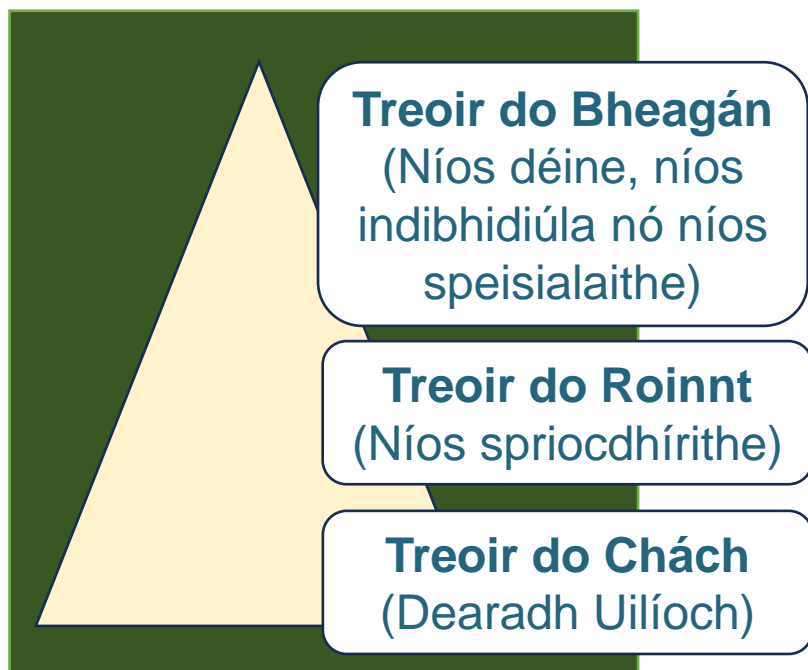 Treoir do Bheagán
(Níos déine, níos
indibhidiúla nó níos
speisialaithe)
Treoir do Roinnt
(Níos spriocdhírithe)
Treoir do Chách
(Dearadh Uilíoch)